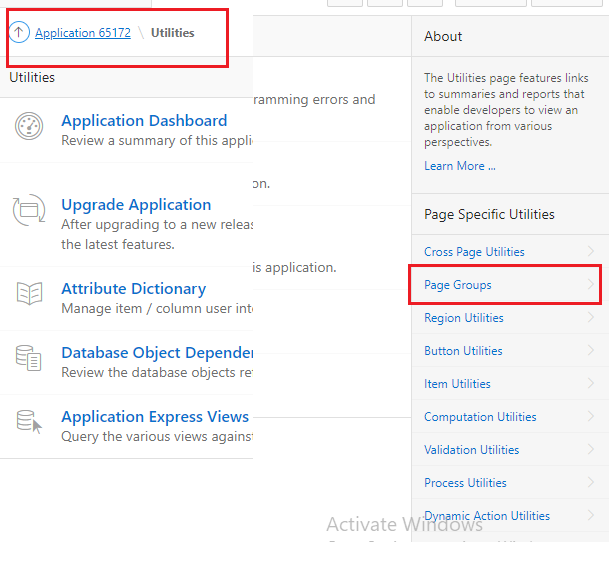 Application 65172 \ Utilities
Utilities
Application Dashboard
Review a summary of this appli
ramming errors and
Upgrade Application
on.
After upgrading to a new releas
the latest features.
Attribute Dictionary
is application.
Manage item / column user int
Database Object Depender
Review the database objects re
Application Express Views
Query the various views against
About
The Utilities page features links
to summaries and reports that
enable developers to view an
application from various
perspectives.
Learn More ...
Page Specific Utilities
Cross Page Utilities
Page Groups
Region Utilities
Button Utilities
Item Utilities
Computation Utilities
Validation Utilities
Process Utilities
Dynamic Action Utilities
Activate Windows